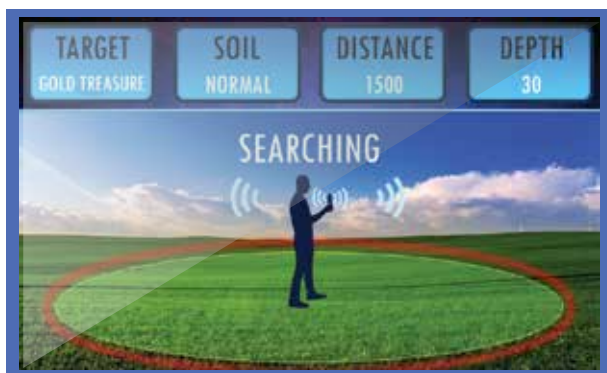 TARGET
GOLD TREASURE
SOIL
NORMAL
DISTANCE
1500
DEPTH
30
SEARCHING